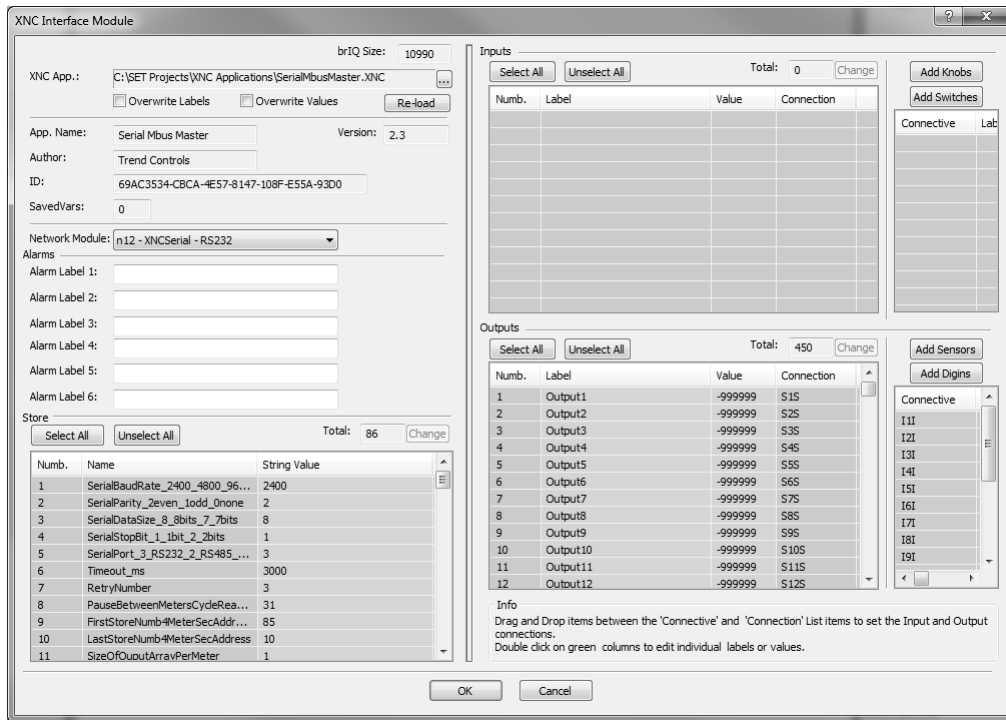 XNC Interface Module
brIQ Size: 10990
XNC App.: C:\SET Projects\XNC Applications\SerialMbusMaster.XNC ...
Overwrite Labels Overwrite Values Re-load
App. Name: Serial Mbus Master Version: 2.3
Author: Trend Controls
ID: 69AC3534-CBCA-4E57-8147-108F-E55A-93D0
SavedVars: 0
Network Module: n12 - XNCSerial - RS232
Alarms
Alarm Label 1:
Alarm Label 2:
Alarm Label 3:
Alarm Label 4:
Alarm Label 5:
Alarm Label 6:
Store
Select All Unselect All Total: 86 Change
Numb. Name String Value
1 SerialBaudRate_2400_4800_96... 2400
2 SerialParity_2even_1odd_0none 2
3 SerialDataSize_8_8bits_7_7bits 8
4 SerialStopBit_1_1bit_2_2bits 1
5 SerialPort_3_RS232_2_RS485_... 3
6 Timeout_ms 3000
7 RetryNumber 3
8 PauseBetweenMetersCycleRea... 31
9 FirstStoreNumb4MeterSecAddr... 85
10 LastStoreNumb4MeterSecAddress 10
11 SizeOfOuputArrayPerMeter 1
Inputs
Select All Unselect All Total: 0 Change
Numb. Label Value Connection
Add Knobs
Add Switches
Connective Lab
Outputs
Select All Unselect All Total: 450 Change
Numb. Label Value Connection
1 Output1 -999999 S1S
2 Output2 -999999 S2S
3 Output3 -999999 S3S
4 Output4 -999999 S4S
5 Output5 -999999 S5S
6 Output6 -999999 S6S
7 Output7 -999999 S7S
8 Output8 -999999 S8S
9 Output9 -999999 S9S
10 Output10 -999999 S10S
11 Output11 -999999 S11S
12 Output12 -999999 S12S
Add Sensors
Add Digins
Connective
I1I
I2I
I3I
I4I
I5I
I6I
I7I
I8I
I9I
Info
Drag and Drop items between the 'Connective' and 'Connection' List items to set the Input and Output
connections.
Double click on green columns to edit individual labels or values.
OK Cancel